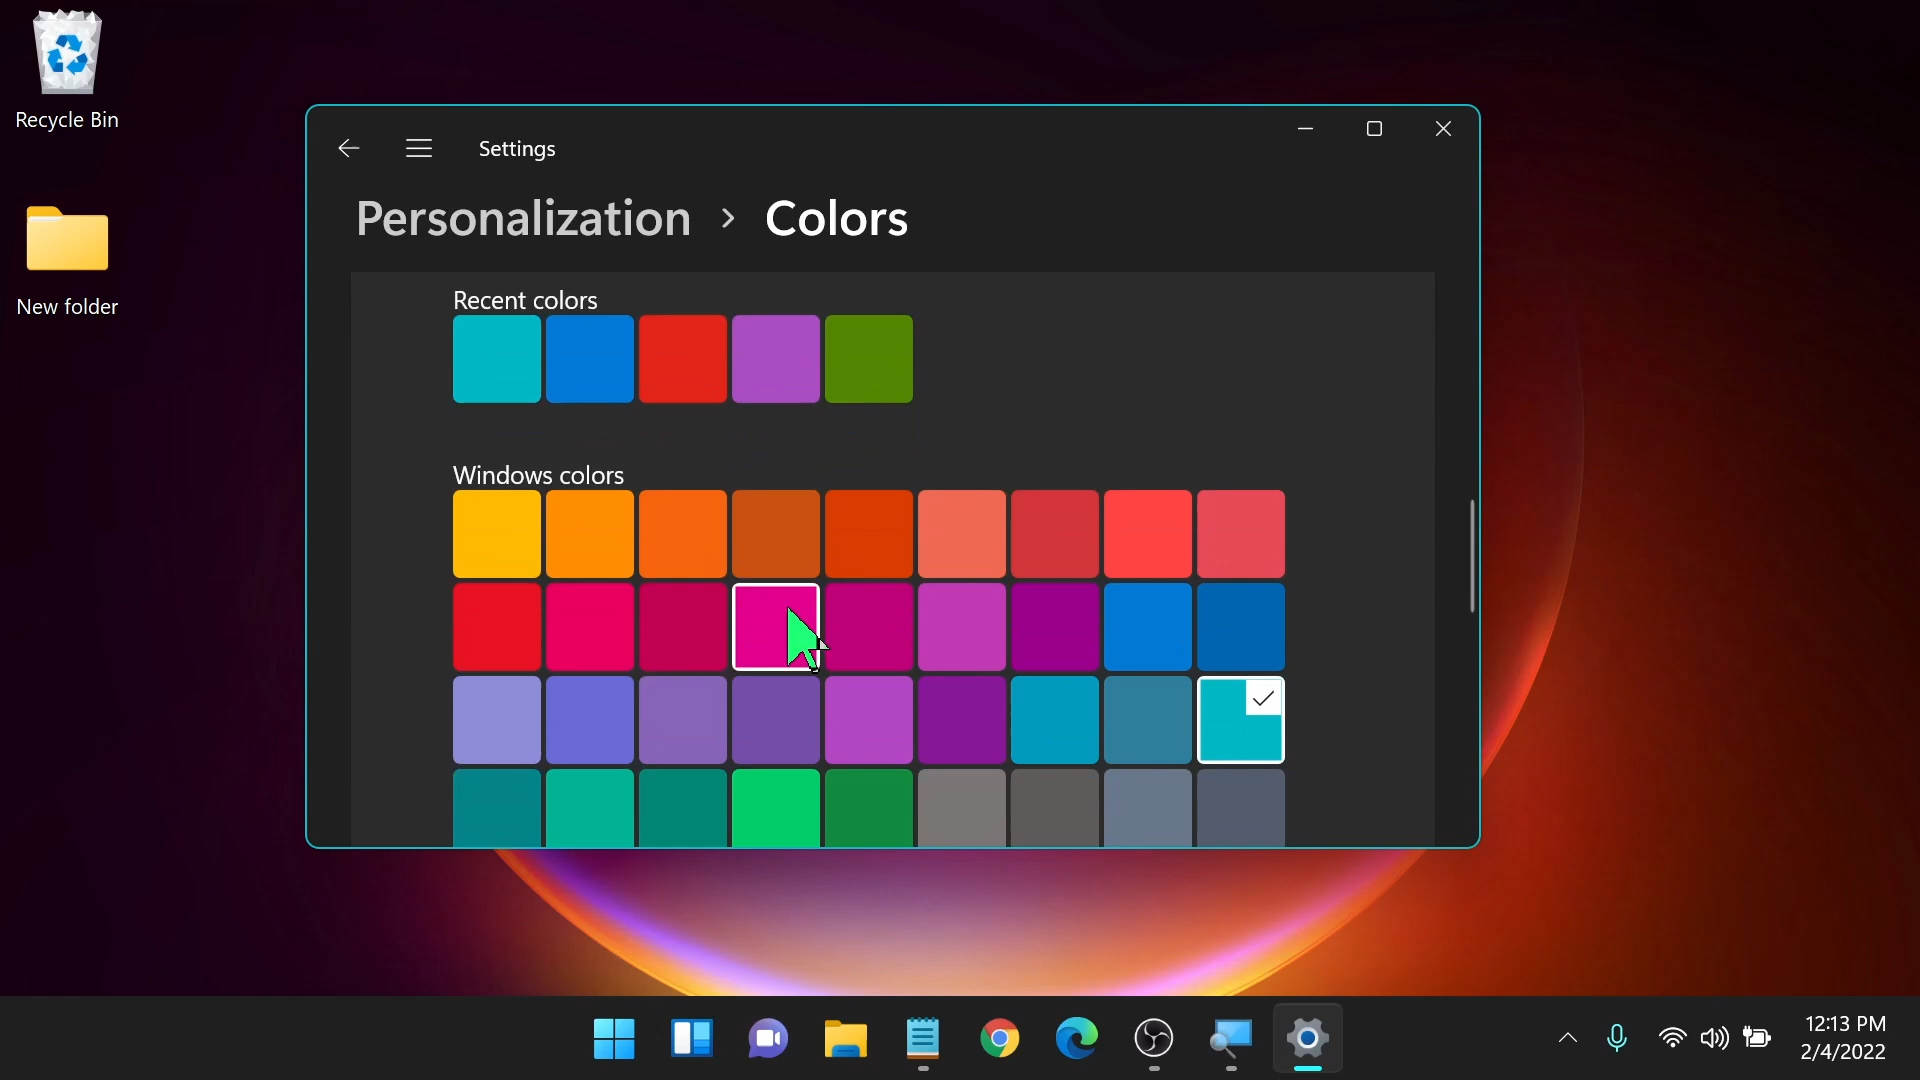 Recycle Bin
New folder
Settings
Personalization > Colors
Recent colors
Windows colors
12:13 PM
2/4/2022